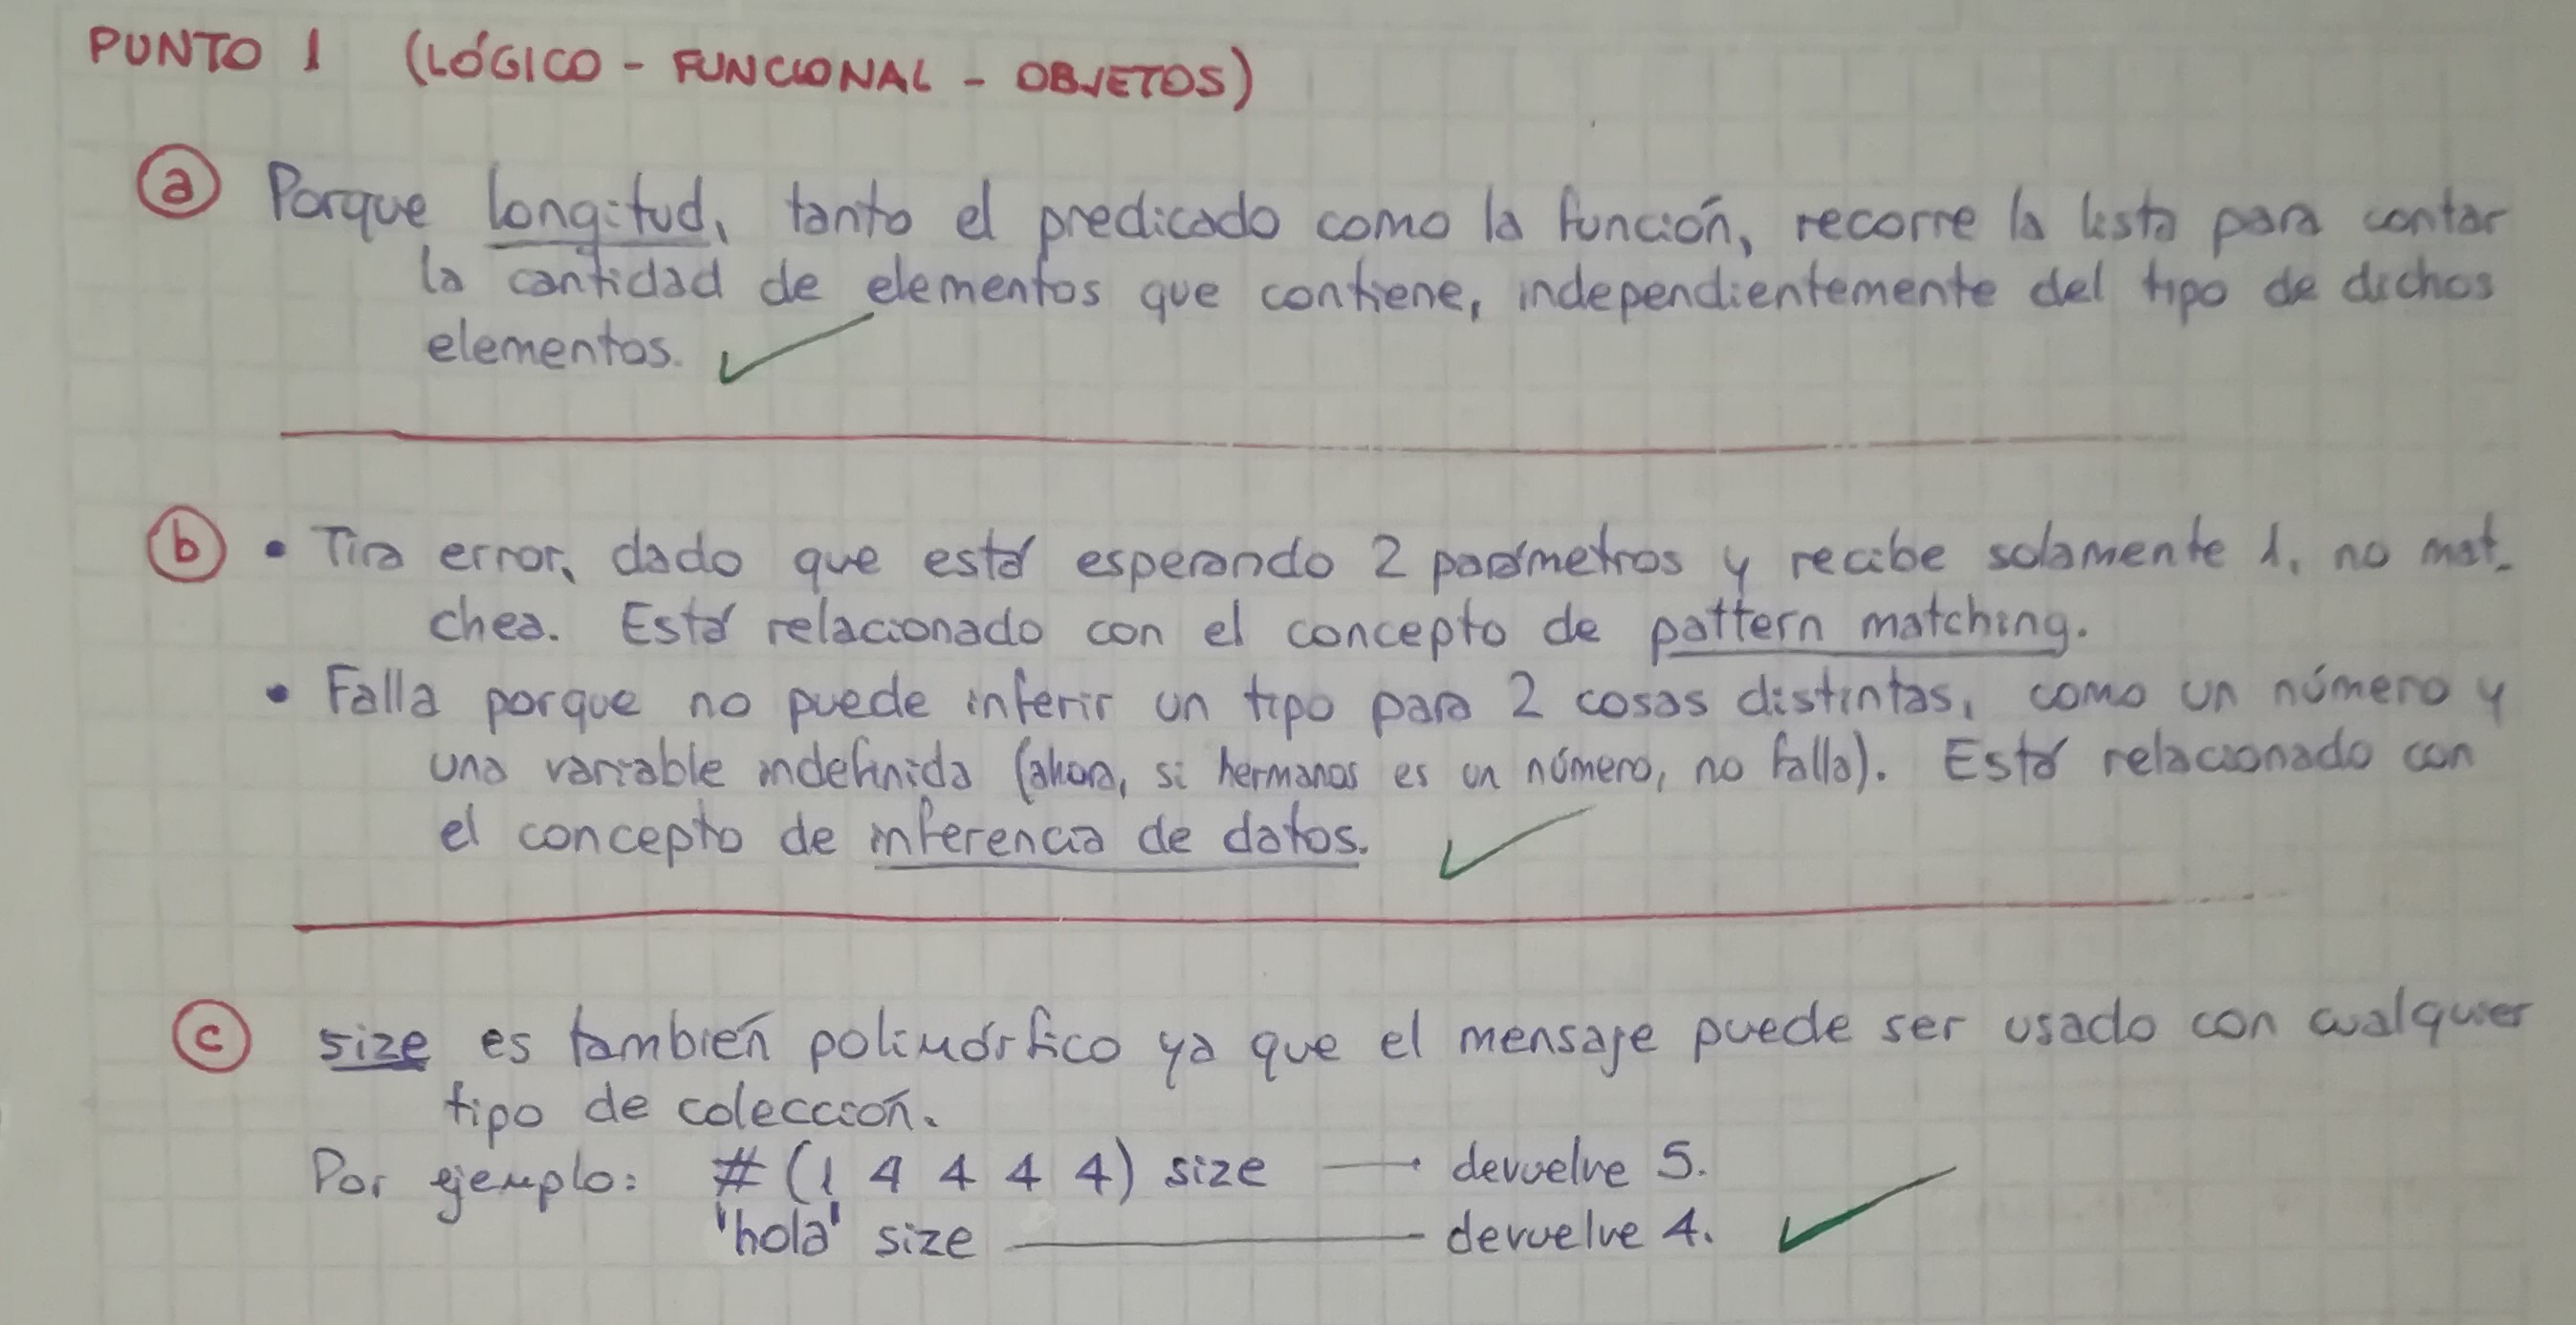 PUNTO 1 (LÓGICO - FUNCIONAL - OBJETOS)
a Porque longitud, tanto el predicado como la función, recorre la lista para contar
la cantidad de elementos que contiene, independientemente del tipo de dichos
elementos.
b • Tira error, dado que está esperando 2 parámetros y recibe solamente 1, no mat-
chea. Está relacionado con el concepto de pattern matching.
• Falla porque no puede inferir un tipo para 2 cosas distintas, como un número y
una variable indefinida (ahora, si hermanos es un número, no falla). Está relacionado con
el concepto de inferencia de datos.
c size es también polimórfico ya que el mensaje puede ser usado con cualquier
tipo de colección.
Por ejemplo: #(1 4 4 4 4) size → devuelve 5.
'hola' size — devuelve 4.